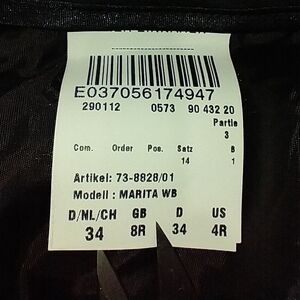 E037056174947
290112 0573 90 432 20
Partie
3
Com. Order Pos. Satz B
14 1
Artikel: 73-8828/01
Modell: MARITA WB
D/NL/CH GB D US
34 8R 34 4R